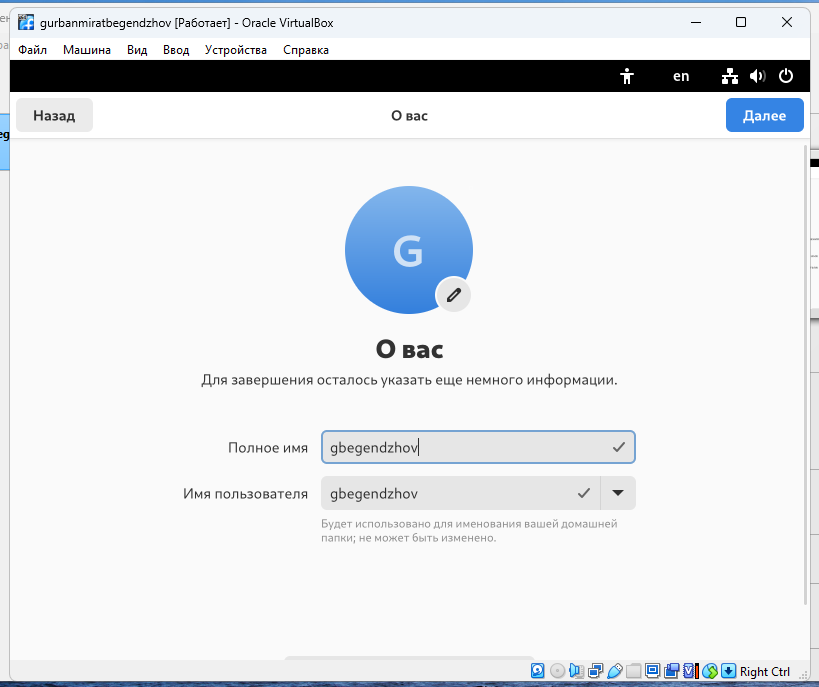 gurbanmiratbegendzhov [Работает] - Oracle VirtualBox
Файл Машина Вид Ввод Устройства Справка
en
Назад
О вас
Далее
G
О вас
Для завершения осталось указать еще немного информации.
Полное имя gbegendzhov
Имя пользователя gbegendzhov
Будет использовано для именования вашей домашней
папки; не может быть изменено.
Right Ctrl